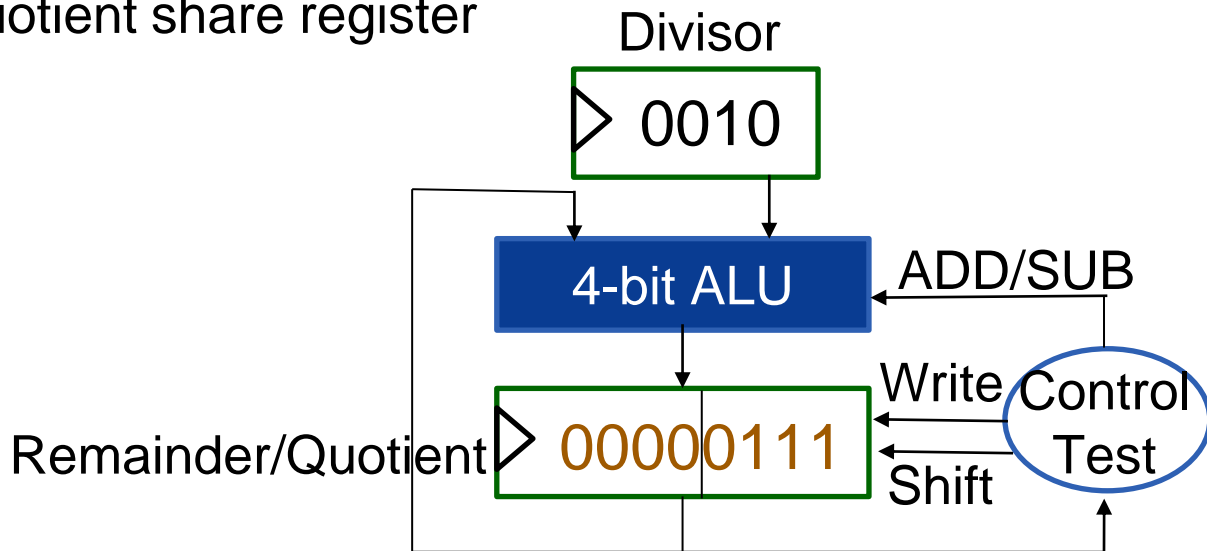 uotient share register
Divisor
0010
4-bit ALU
ADD/SUB
Write
Control
Test
Remainder/Quotient
00000111
Shift